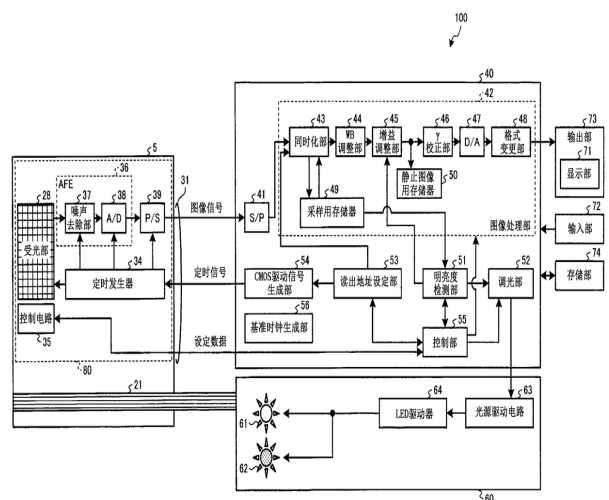 100
40
42
43
44
45
46
47
48
73
同时化部
WB
调整部
增益
调整部
γ
校正部
D/A
格式
变更部
输出部
71
显示部
5
36
31
AFE
28
37
38
39
噪声
去除部
A/D
P/S
图像信号
41
S/P
49
采样用存储器
静止图像
用存储器
50
图像处理部
72
输入部
受光部
34
定时发生器
定时信号
54
CMOS驱动信号
生成部
53
读出地址设定部
51
明亮度
检测部
52
调光部
74
存储部
控制电路
35
56
基准时钟生成部
55
控制部
设定数据
80
21
64
LED驱动器
63
光源驱动电路
61
62
60